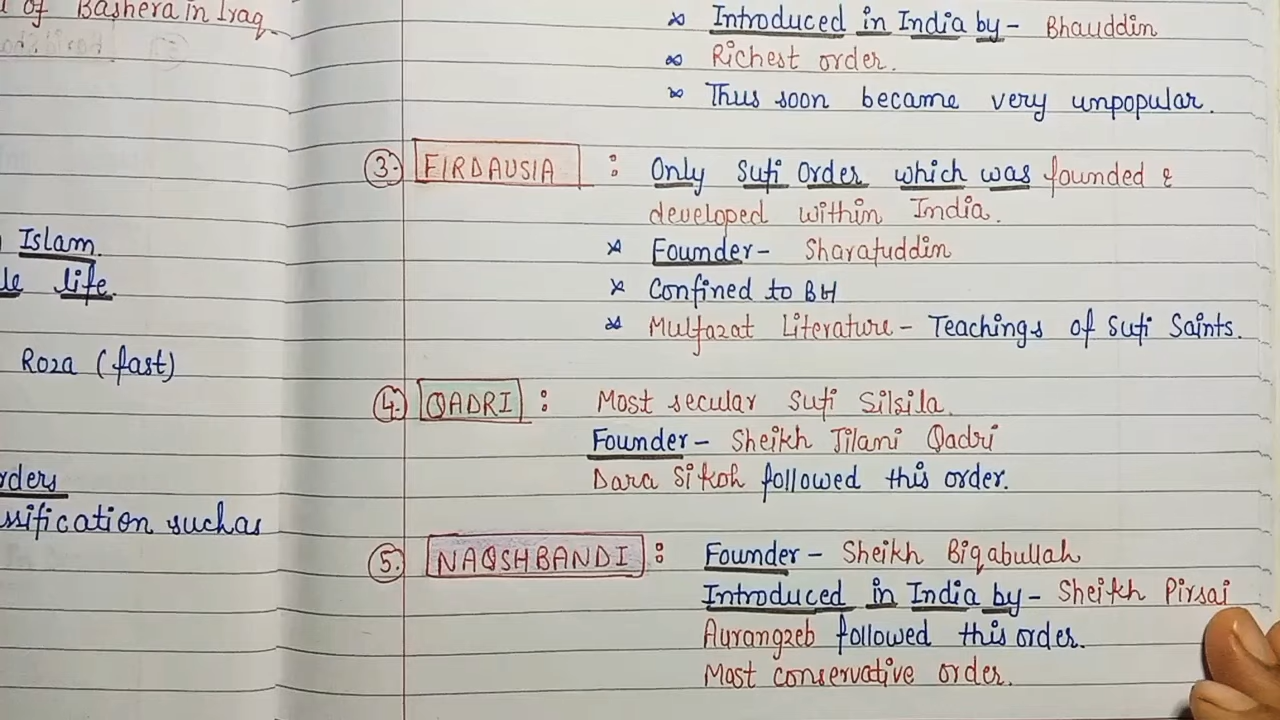 of Bashera in Iraq.
Islam.
life.
Roza (fast)
rders
ssification such as
* Introduced in India by - Bhauddin
* Richest order.
* Thus soon became very unpopular.
3. FIRDAUSIA : Only Sufi Order which was founded &
developed within India.
* Founder - Sharafuddin
* Confined to BH
* Mulfazat Literature - Teachings of Sufi Saints.
4. QADRI : Most secular Sufi Silsila.
Founder - Sheikh Jilani Qadri
Dara Sikoh followed this order.
5. NAQSHBANDI : Founder - Sheikh Biqabullah
Introduced in India by - Sheikh Pirsai
Aurangzeb followed this order.
Most conservative order.